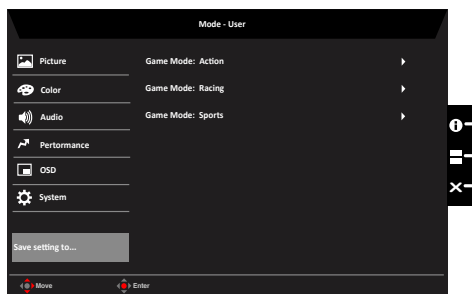 Mode - User
Picture
Game Mode: Action
Color
Game Mode: Racing
Audio
Game Mode: Sports
Pertormance
OSD
System
Save setting to...
Move
Enter